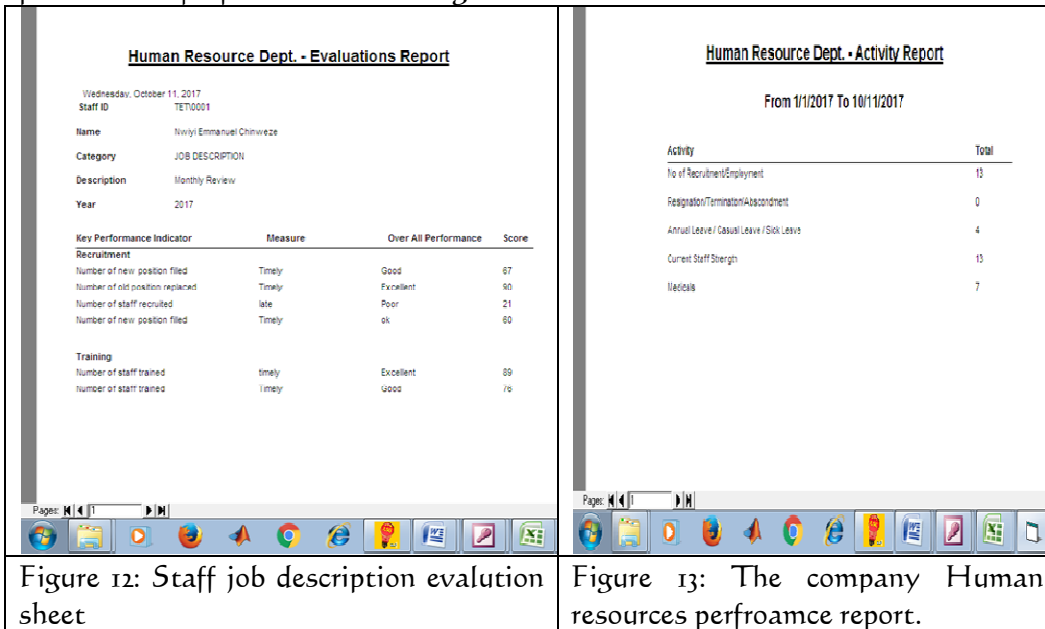 Human Resource Dept. - Evaluations Report
Wednesday, October 11, 2017
Staff ID TET\0001
Name Nwiyi Emmanuel Chinweze
Category JOB DESCRIPTION
Description Monthly Review
Year 2017
Key Performance Indicator Measure Over All Performance Score
Recruitment
Number of new position filed Timely Good 67
Number of old position replaced Timely Excellent 90
Number of staff recruited late Poor 21
Number of new position filed Timely ok 60
Training
Number of staff trained timely Excellent 89
Number of staff trained Timely Good 76
Pages: 1
Figure 12: Staff job description evalution
sheet
Human Resource Dept. - Activity Report
From 1/1/2017 To 10/11/2017
Activity Total
No of Recruitment/Employment 13
Resignation/Termination/Abscondment 0
Annual Leave / Casual Leave / Sick Leave 4
Current Staff Strength 13
Medicals 7
Pages: 1
Figure 13: The company Human
resources perfroamce report.